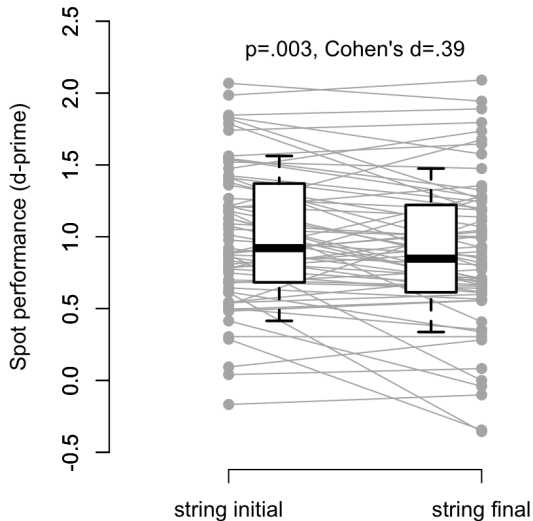 p=.003, Cohen's d=.39
Spot performance (d-prime)
2.5
2.0
1.5
1.0
0.5
0.0
-0.5
string initial string final